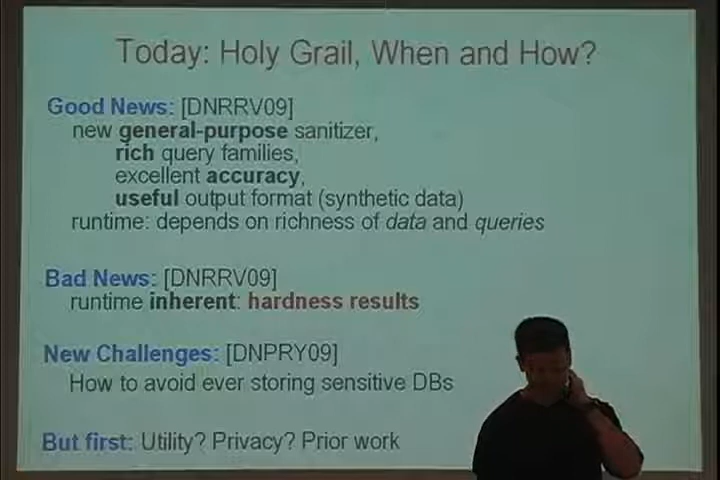 Today: Holy Grail, When and How?
Good News: [DNRRV09]
new general-purpose sanitizer,
rich query families,
excellent accuracy,
useful output format (synthetic data)
runtime: depends on richness of data and queries
Bad News: [DNRRV09]
runtime inherent: hardness results
New Challenges: [DNPRY09]
How to avoid ever storing sensitive DBs
But first: Utility? Privacy? Prior work